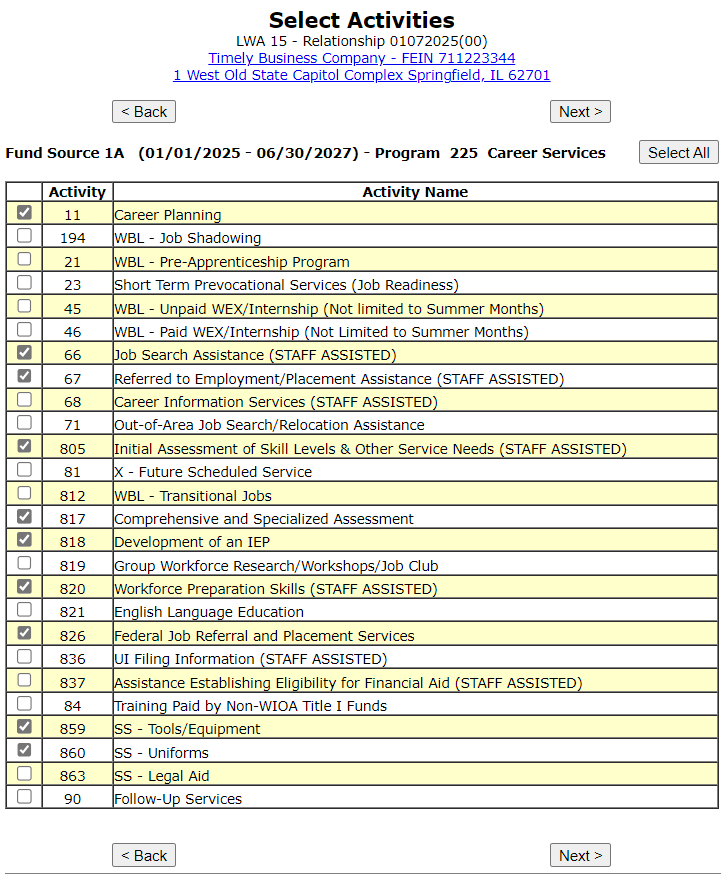 Select Activities
LWA 15 - Relationship 01072025(00)
Timely Business Company - FEIN 711223344
1 West Old State Capitol Complex Springfield, IL 62701
< Back Next >
Fund Source 1A (01/01/2025 - 06/30/2027) - Program 225 Career Services Select All
Activity Activity Name
11 Career Planning
194 WBL - Job Shadowing
21 WBL - Pre-Apprenticeship Program
23 Short Term Prevocational Services (Job Readiness)
45 WBL - Unpaid WEX/Internship (Not limited to Summer Months)
46 WBL - Paid WEX/Internship (Not Limited to Summer Months)
66 Job Search Assistance (STAFF ASSISTED)
67 Referred to Employment/Placement Assistance (STAFF ASSISTED)
68 Career Information Services (STAFF ASSISTED)
71 Out-of-Area Job Search/Relocation Assistance
805 Initial Assessment of Skill Levels & Other Service Needs (STAFF ASSISTED)
81 X - Future Scheduled Service
812 WBL - Transitional Jobs
817 Comprehensive and Specialized Assessment
818 Development of an IEP
819 Group Workforce Research/Workshops/Job Club
820 Workforce Preparation Skills (STAFF ASSISTED)
821 English Language Education
826 Federal Job Referral and Placement Services
836 UI Filing Information (STAFF ASSISTED)
837 Assistance Establishing Eligibility for Financial Aid (STAFF ASSISTED)
84 Training Paid by Non-WIOA Title I Funds
859 SS - Tools/Equipment
860 SS - Uniforms
863 SS - Legal Aid
90 Follow-Up Services
< Back Next >